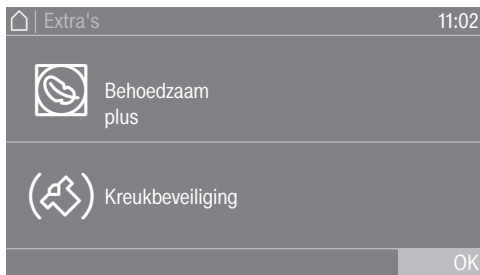 | Extra's 11:02
Behoedzaam
plus
Kreukbeveiliging
OK